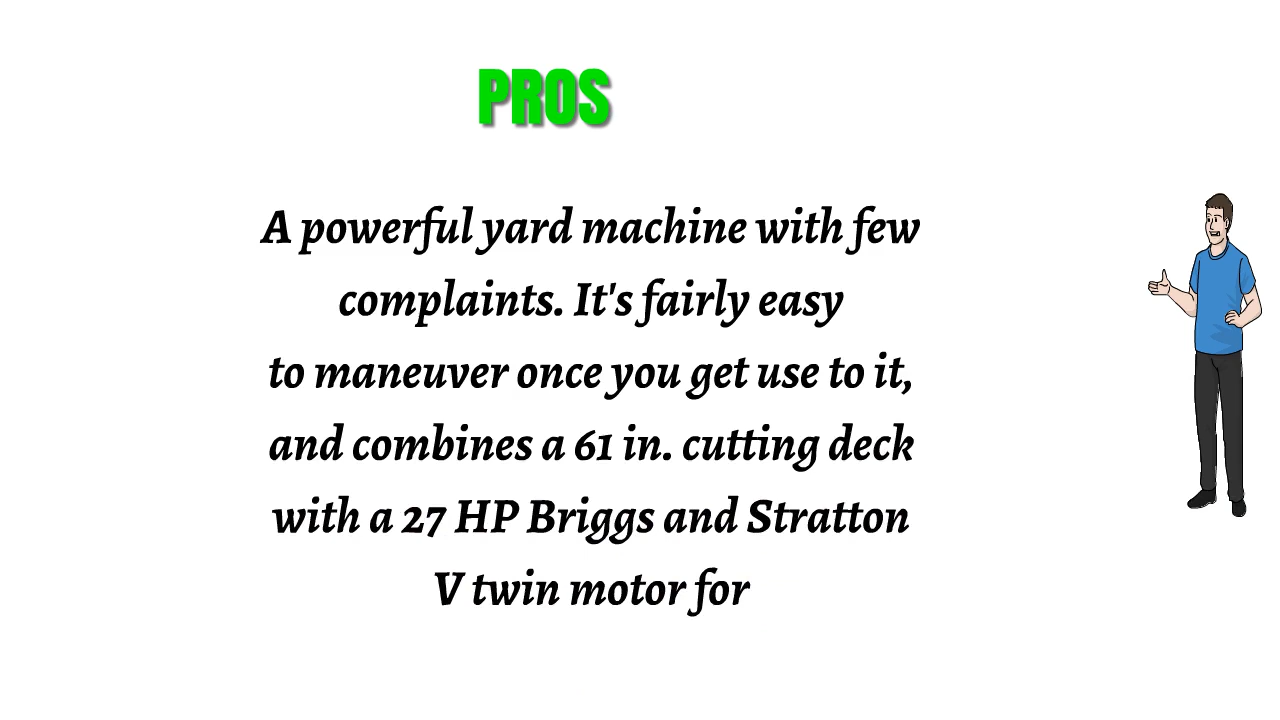 PROS
A powerful yard machine with few
complaints. It's fairly easy
to maneuver once you get use to it,
and combines a 61 in. cutting deck
with a 27 HP Briggs and Stratton
V twin motor for